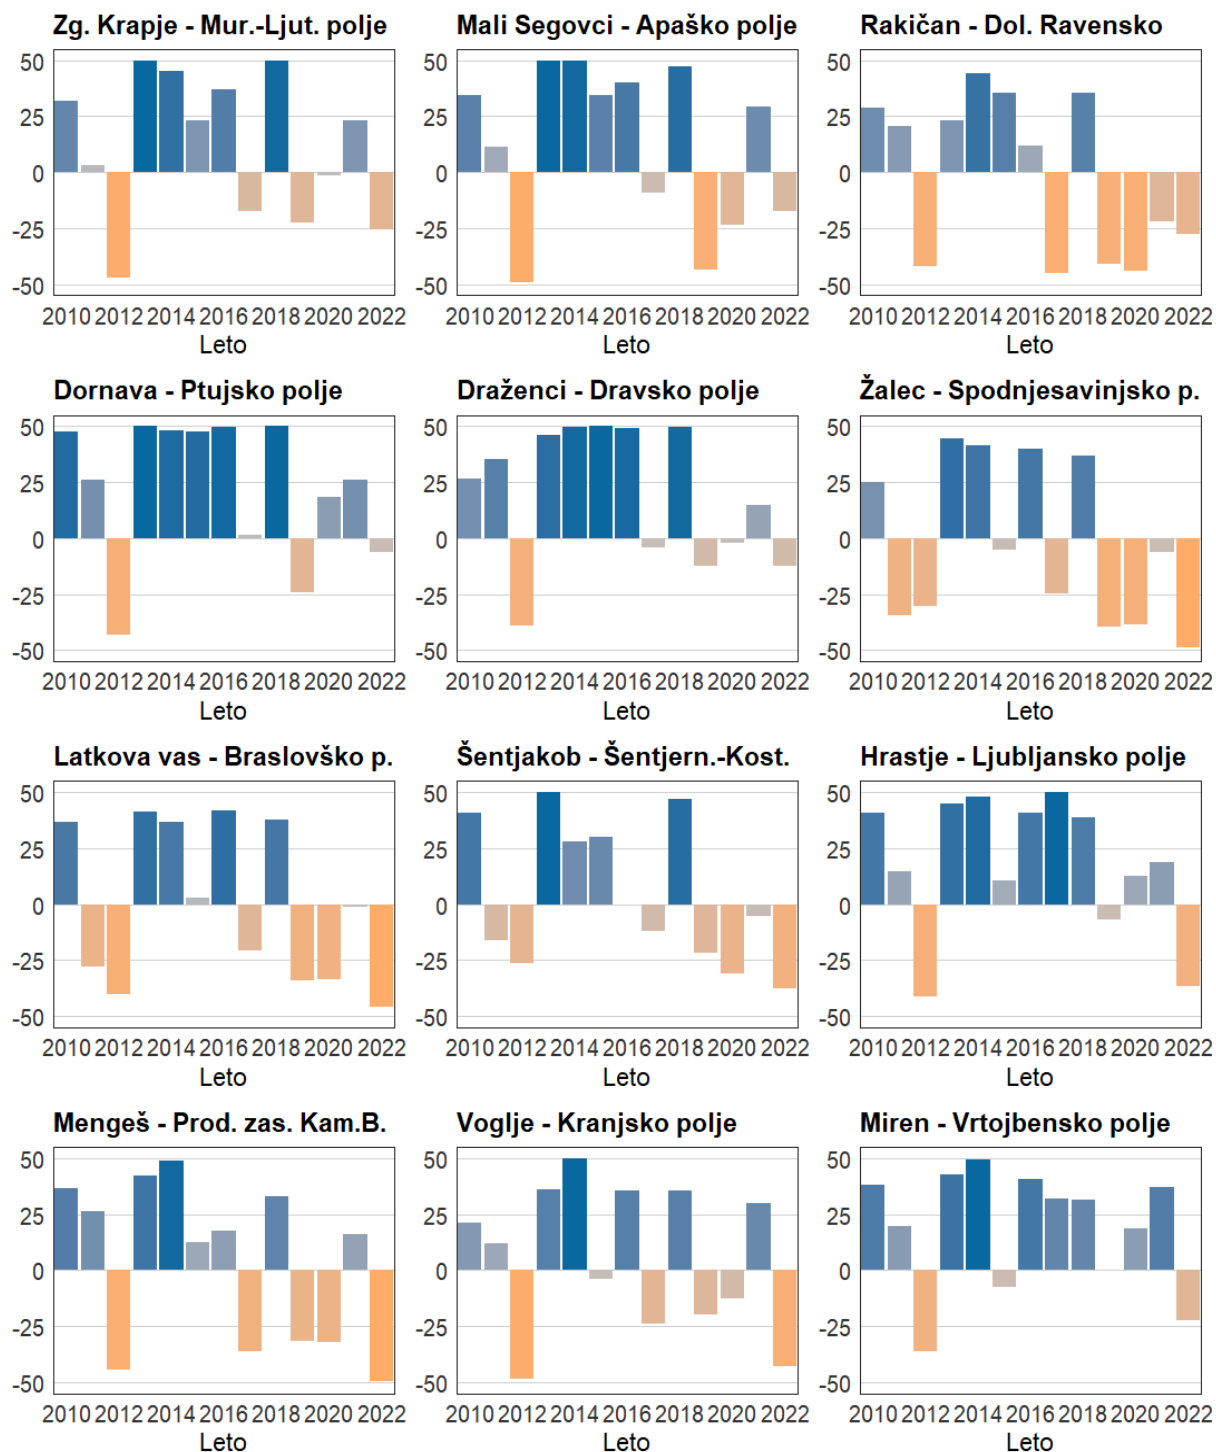 Zg. Krapje - Mur.-Ljut. polje
50
25
0
-25
-50
2010 2012 2014 2016 2018 2020 2022
Leto
Mali Segovci - Apaško polje
50
25
0
-25
-50
2010 2012 2014 2016 2018 2020 2022
Leto
Rakičan - Dol. Ravensko
50
25
0
-25
-50
2010 2012 2014 2016 2018 2020 2022
Leto
Dornava - Ptujsko polje
50
25
0
-25
-50
2010 2012 2014 2016 2018 2020 2022
Leto
Draženci - Dravsko polje
50
25
0
-25
-50
2010 2012 2014 2016 2018 2020 2022
Leto
Žalec - Spodnjesavinjsko p.
50
25
0
-25
-50
2010 2012 2014 2016 2018 2020 2022
Leto
Latkova vas - Braslovško p.
50
25
0
-25
-50
2010 2012 2014 2016 2018 2020 2022
Leto
Šentjakob - Šentjern.-Kost.
50
25
0
-25
-50
2010 2012 2014 2016 2018 2020 2022
Leto
Hrastje - Ljubljansko polje
50
25
0
-25
-50
2010 2012 2014 2016 2018 2020 2022
Leto
Mengeš - Prod. zas. Kam.B.
50
25
0
-25
-50
2010 2012 2014 2016 2018 2020 2022
Leto
Voglje - Kranjsko polje
50
25
0
-25
-50
2010 2012 2014 2016 2018 2020 2022
Leto
Miren - Vrtojbensko polje
50
25
0
-25
-50
2010 2012 2014 2016 2018 2020 2022
Leto